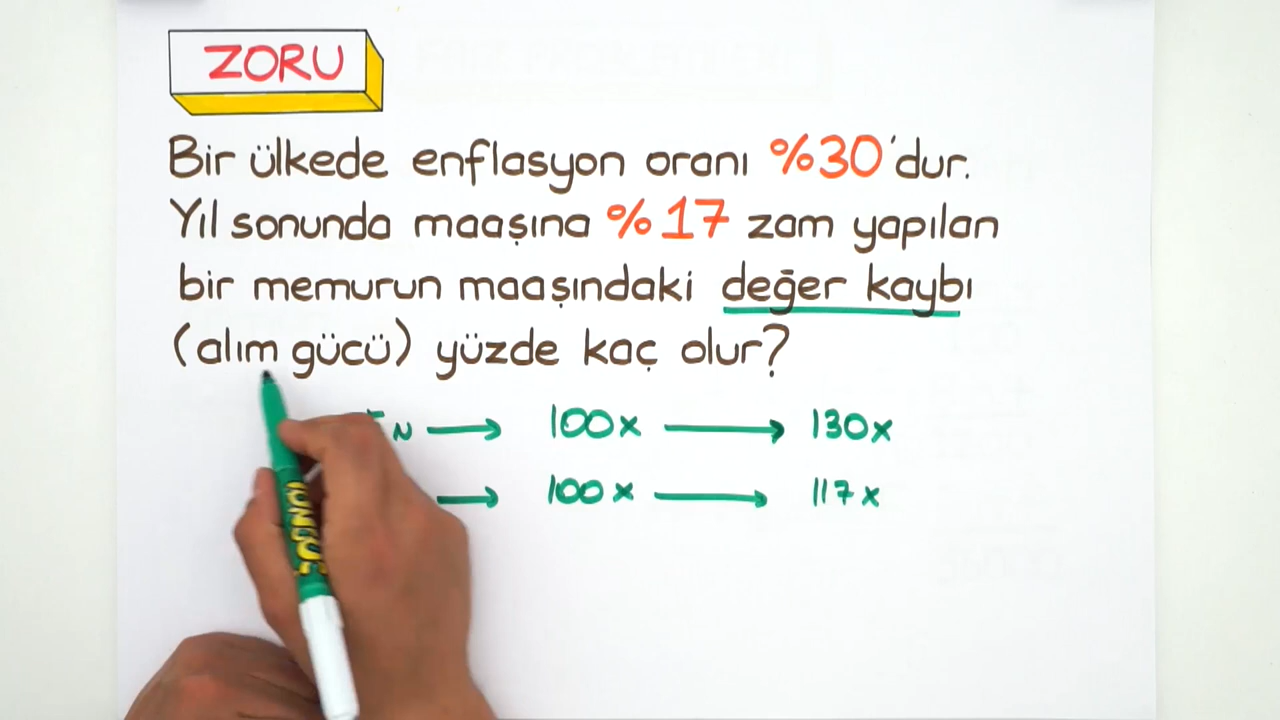 ZORU
Bir ülkede enflasyon oranı %30'dur.
Yıl sonunda maaşına %17 zam yapılan
bir memurun maaşındaki değer kaybı
(alım gücü) yüzde kaç olur?
→ 100x → 130x
→ 100x → 117x